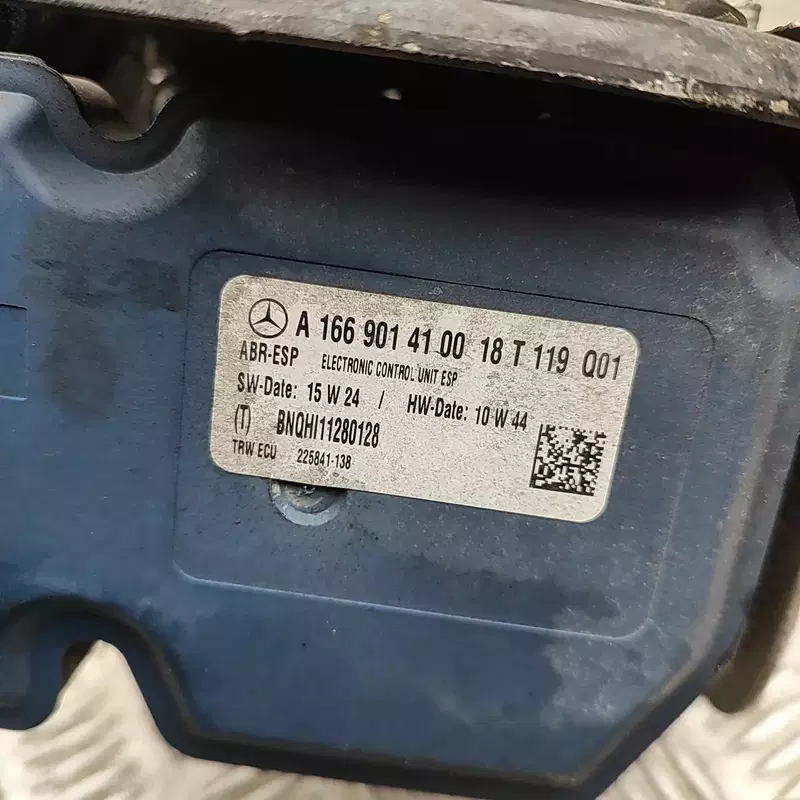 A 166 901 41 00 18 T 119 Q01
ABR-ESP ELECTRONIC CONTROL UNIT ESP
SW-Date: 15 W 24 / HW-Date: 10 W 44
(T) BNQHI11280128
TRW ECU 225841-138